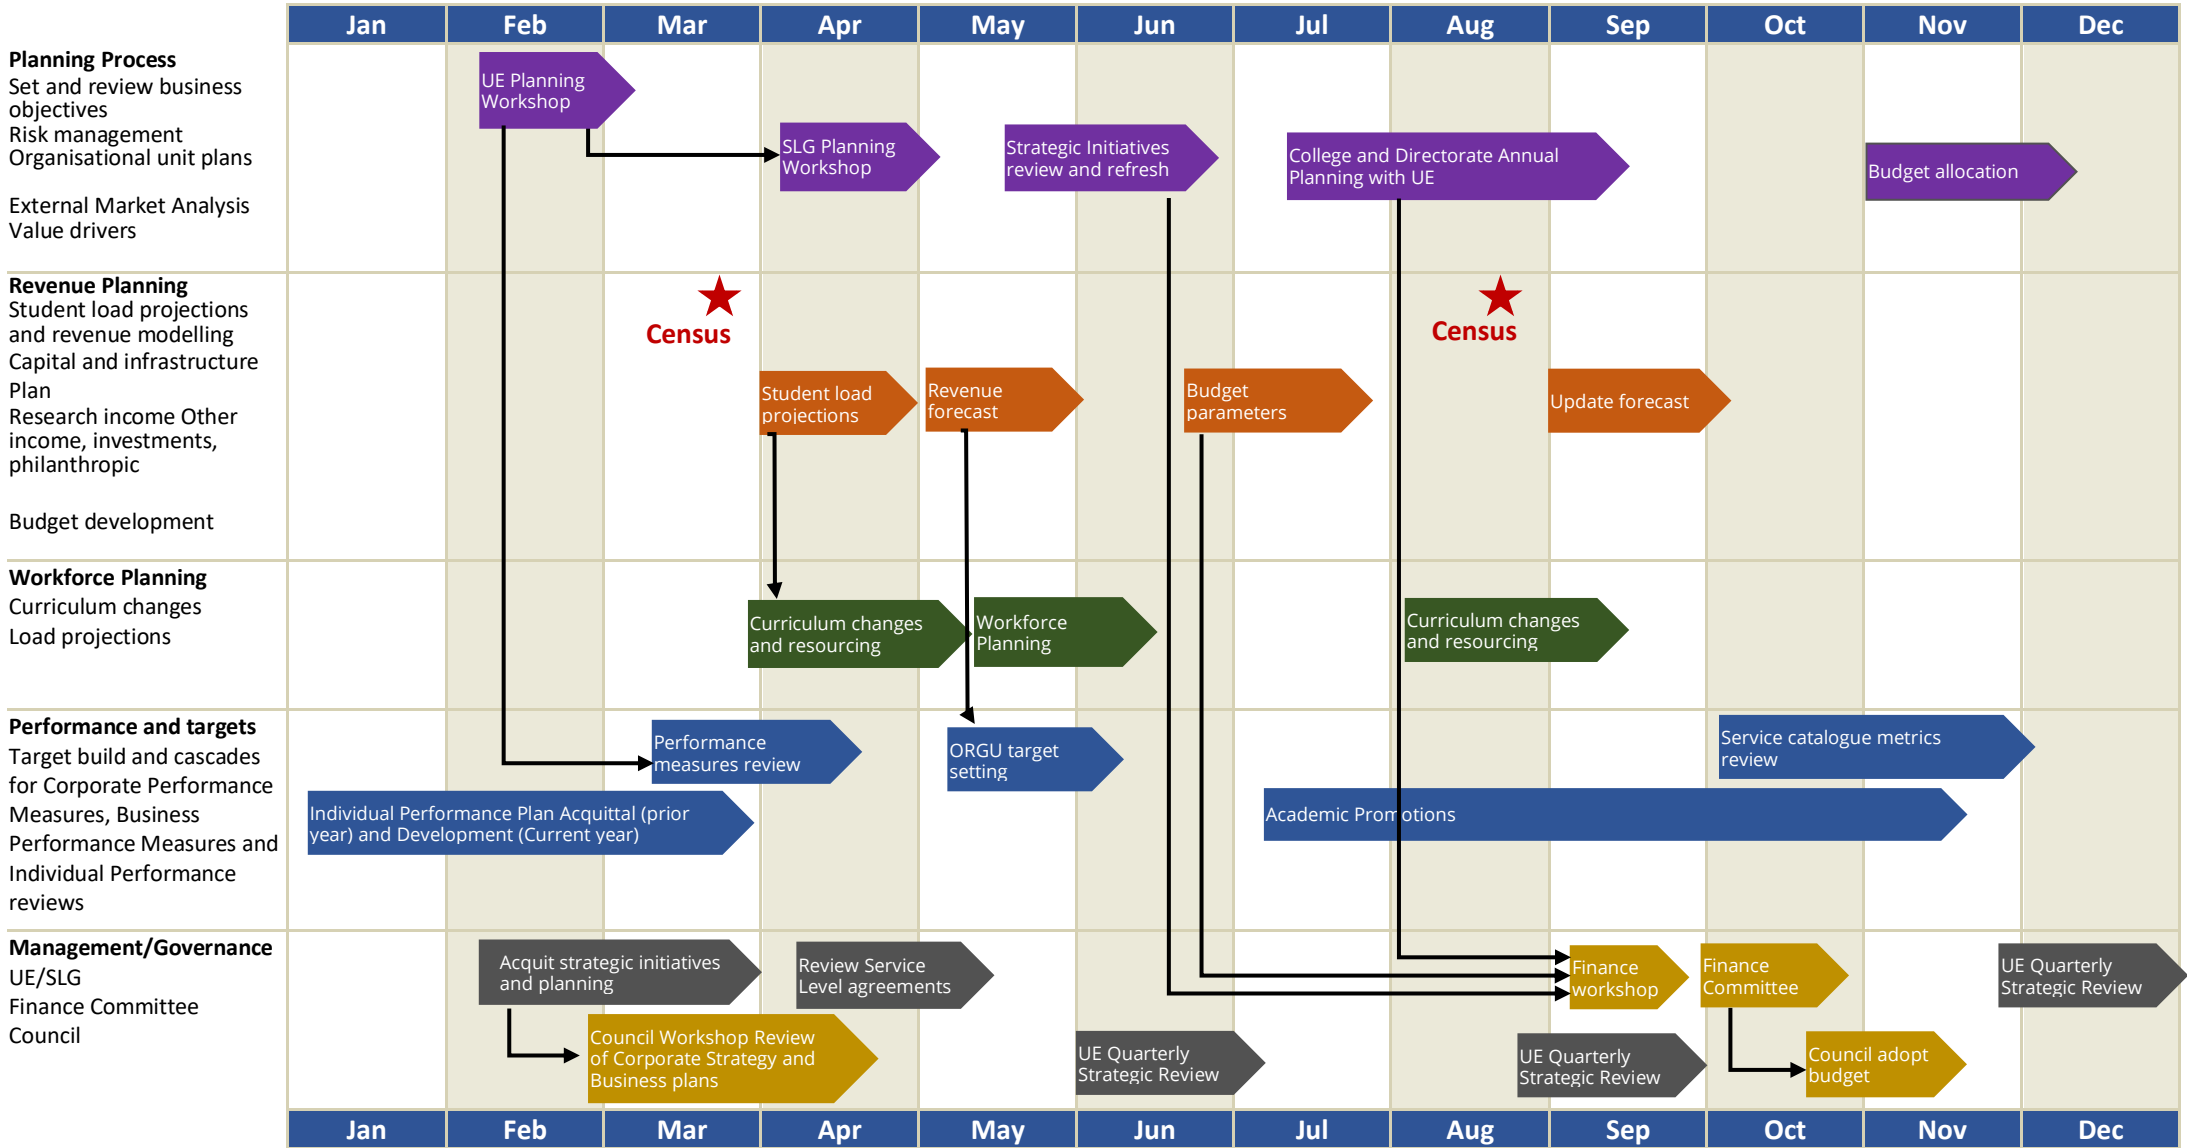 Jan Feb Mar Apr May Jun Jul Aug Sep Oct Nov Dec
Planning Process
Set and review business
objectives
Risk management
Organisational unit plans
External Market Analysis
Value drivers
UE Planning
Workshop
SLG Planning
Workshop
Strategic Initiatives
review and refresh
College and Directorate Annual
Planning with UE
Budget allocation
Revenue Planning
Student load projections
and revenue modelling
Capital and infrastructure
Plan
Research income Other
income, investments,
philanthropic
Budget development
Census
Census
Student load
projections
Revenue
forecast
Budget
parameters
Update forecast
Workforce Planning
Curriculum changes
Load projections
Curriculum changes
and resourcing
Workforce
Planning
Curriculum changes
and resourcing
Performance and targets
Target build and cascades
for Corporate Performance
Measures, Business
Performance Measures and
Individual Performance
reviews
Performance
measures review
ORGU target
setting
Service catalogue metrics
review
Individual Performance Plan Acquittal (prior
year) and Development (Current year)
Academic Promotions
Management/Governance
UE/SLG
Finance Committee
Council
Acquit strategic initiatives
and planning
Review Service
Level agreements
Finance
workshop
Finance
Committee
UE Quarterly
Strategic Review
Council Workshop Review
of Corporate Strategy and
Business plans
UE Quarterly
Strategic Review
UE Quarterly
Strategic Review
Council adopt
budget
Jan Feb Mar Apr May Jun Jul Aug Sep Oct Nov Dec